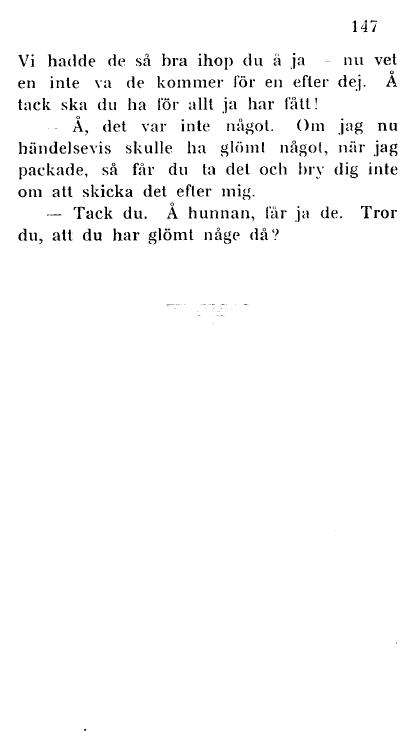 147
Vi hadde de så bra ihop du å ja – nu vet
en inte va de kommer för en efter dej. Å
tack ska du ha för allt ja har fått!
– Å, det var inte något. Om jag nu
händelsevis skulle ha glömt något, när jag
packade, så får du ta det och bry dig inte
om att skicka det efter mig.
— Tack du. Å hunnan, får ja de. Tror
du, att du har glömt någe då?